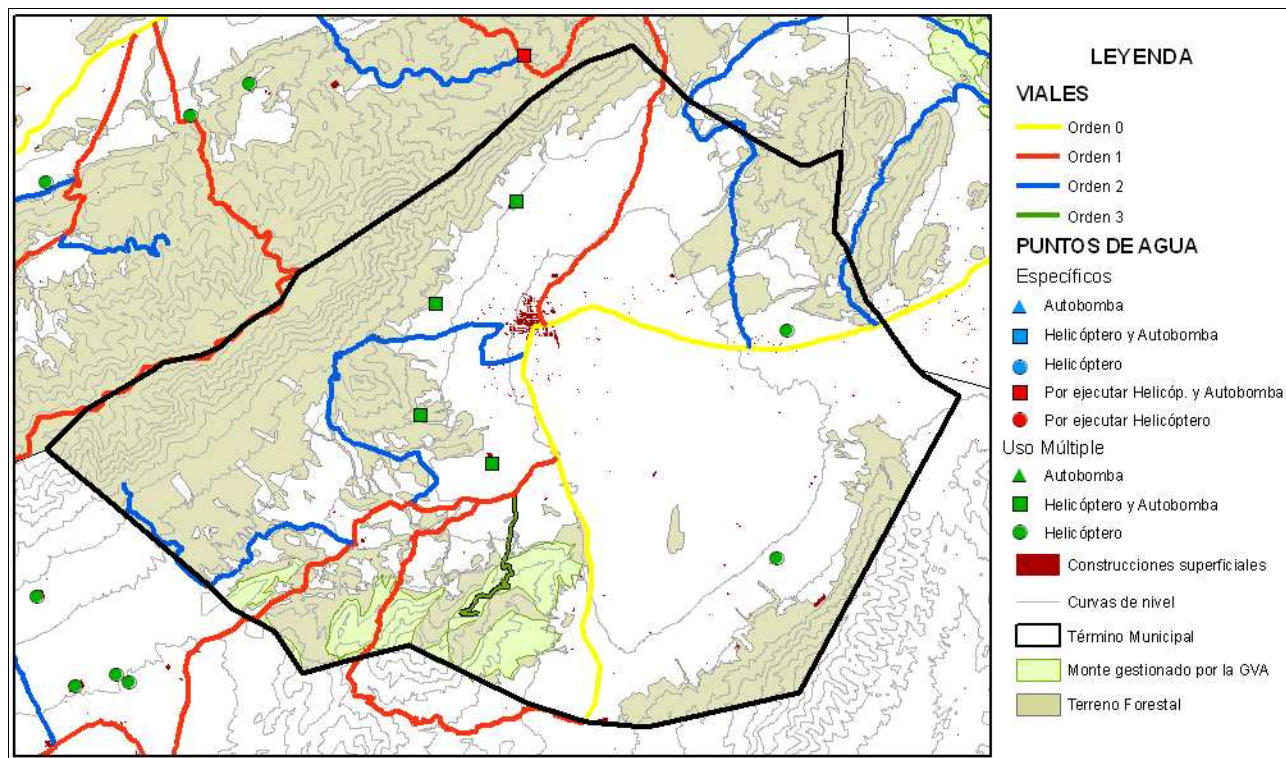 LEYENDA
VIALES
Orden 0
Orden 1
Orden 2
Orden 3
PUNTOS DE AGUA
Específicos
Autobomba
Helicóptero y Autobomba
Helicóptero
Por ejecutar Helicóp. y Autobomba
Por ejecutar Helicóptero
Uso Múltiple
Autobomba
Helicóptero y Autobomba
Helicóptero
Construcciones superficiales
Curvas de nivel
Término Municipal
Monte gestionado por la GVA
Terreno Forestal